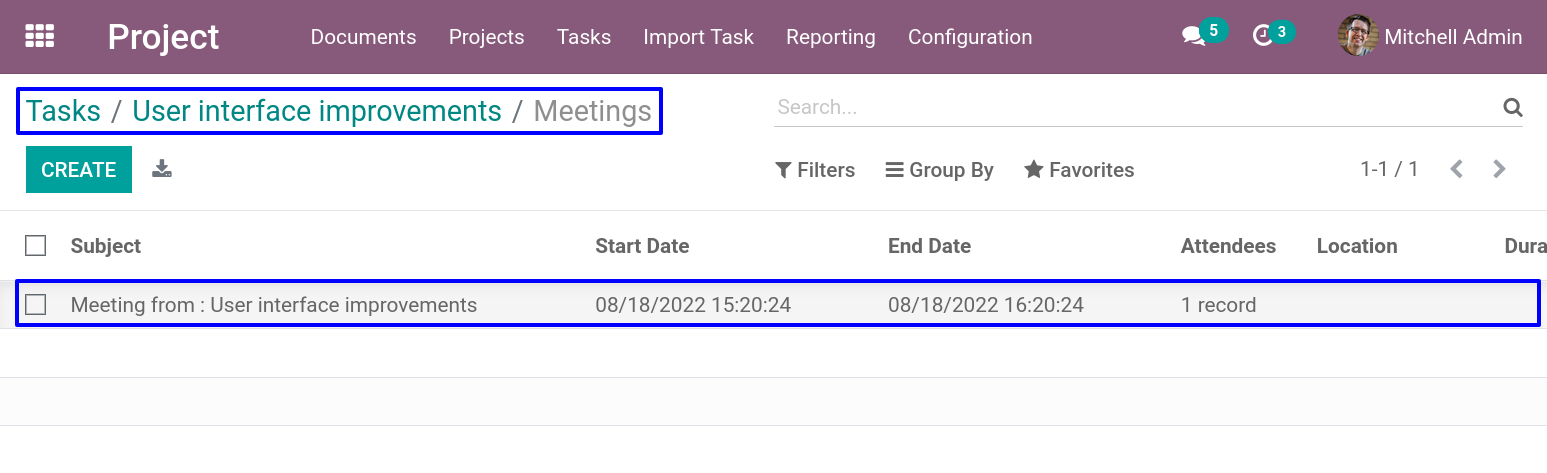 Project Documents Projects Tasks Import Task Reporting Configuration 5 3 Mitchell Admin
Tasks / User interface improvements / Meetings Search...
CREATE Filters Group By Favorites 1-1 / 1
Subject Start Date End Date Attendees Location Dura
Meeting from : User interface improvements 08/18/2022 15:20:24 08/18/2022 16:20:24 1 record